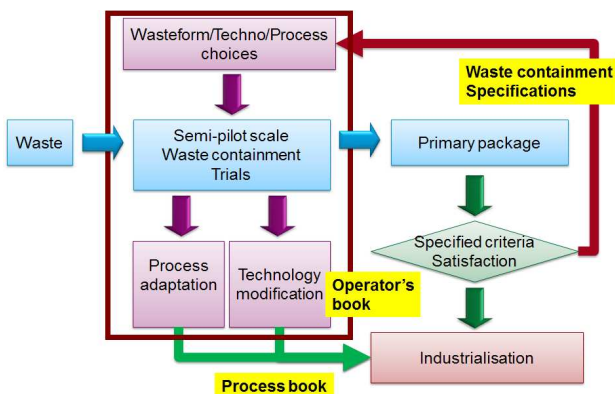 Wasteform/Techno/Process
choices
Waste containment
Specifications
Waste
Semi-pilot scale
Waste containment
Trials
Primary package
Specified criteria
Satisfaction
Process
adaptation
Technology
modification
Operator's
book
Industrialisation
Process book